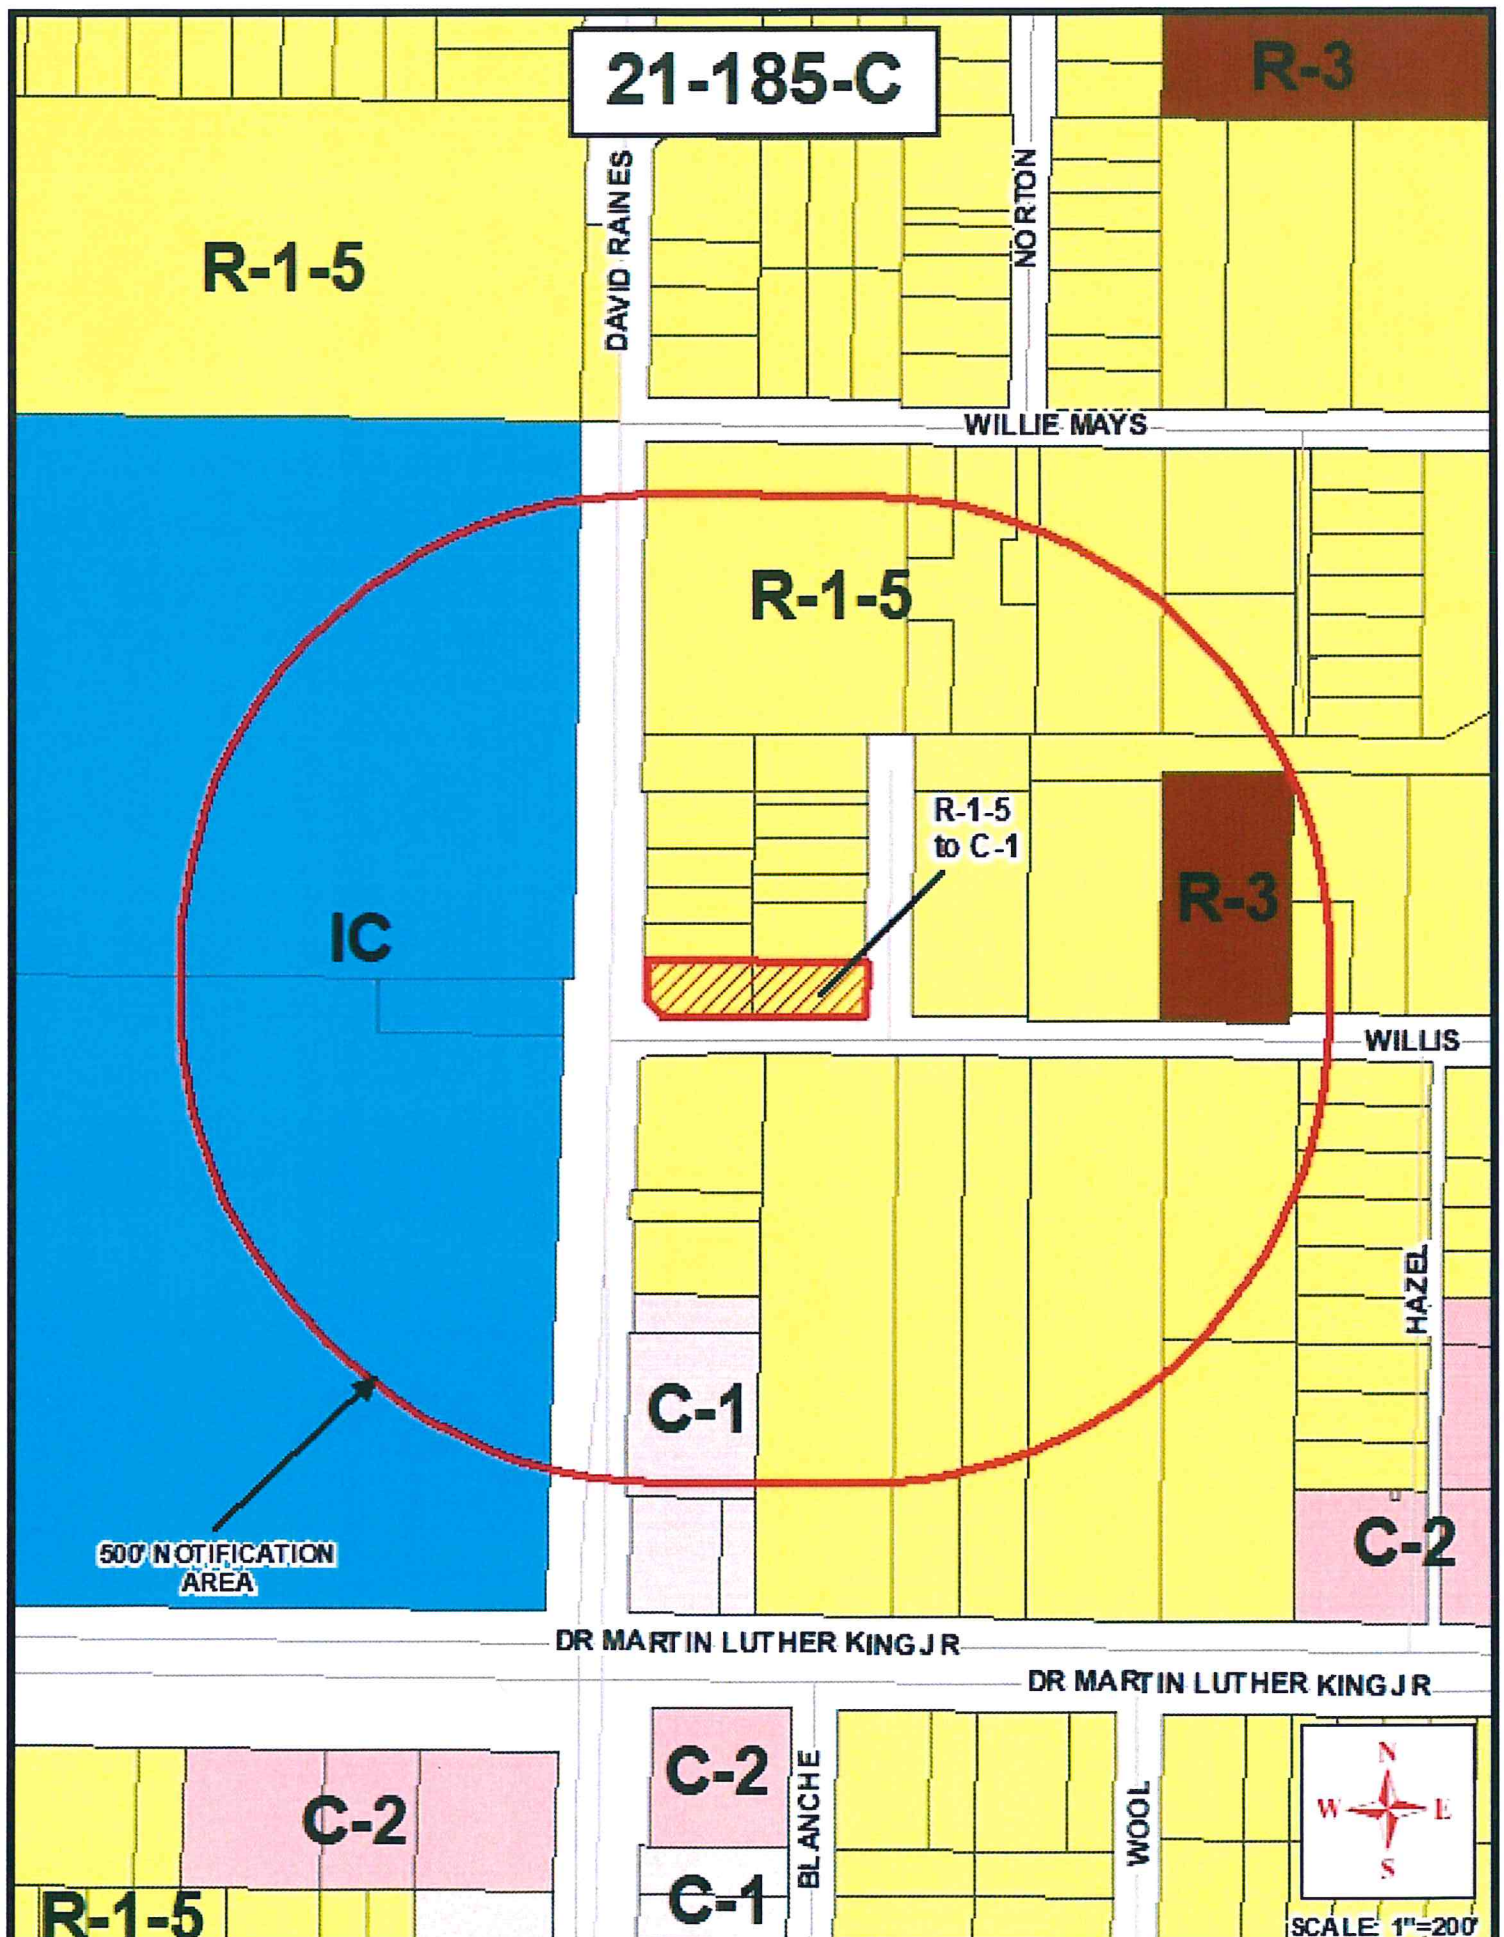 21-185-C
R-3
DAVID RAINES
NORTON
R-1-5
WILLIE MAYS
R-1-5
R-1-5
to C-1
R-3
IC
WILLIS
HAZEL
C-1
500' NOTIFICATION
AREA
C-2
DR MARTIN LUTHER KING JR
DR MARTIN LUTHER KING JR
C-2
BLANCHE
WOOL
N
W E
S
C-2
C-1
R-1-5
SCALE: 1"=200'